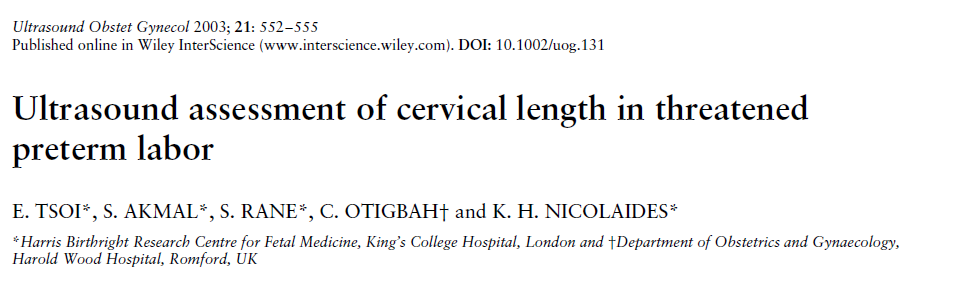 Ultrasound Obstet Gynecol 2003; 21: 552–555
Published online in Wiley InterScience (www.interscience.wiley.com). DOI: 10.1002/uog.131
Ultrasound assessment of cervical length in threatened
preterm labor
E. TSOI*, S. AKMAL*, S. RANE*, C. OTIGBAH† and K. H. NICOLAIDES*
*Harris Birthright Research Centre for Fetal Medicine, King's College Hospital, London and †Department of Obstetrics and Gynaecology,
Harold Wood Hospital, Romford, UK